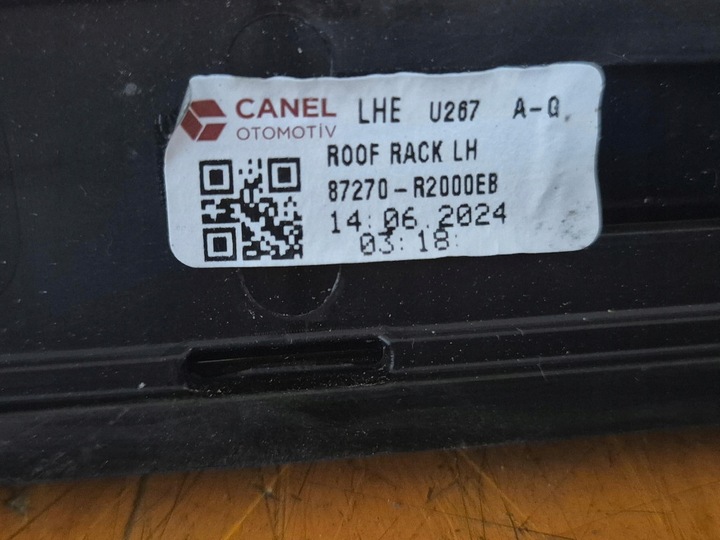 CANEL LHE U267 A-Q
OTOMOTİV
ROOF RACK LH
87270-R2000EB
14.06.2024
03:18: